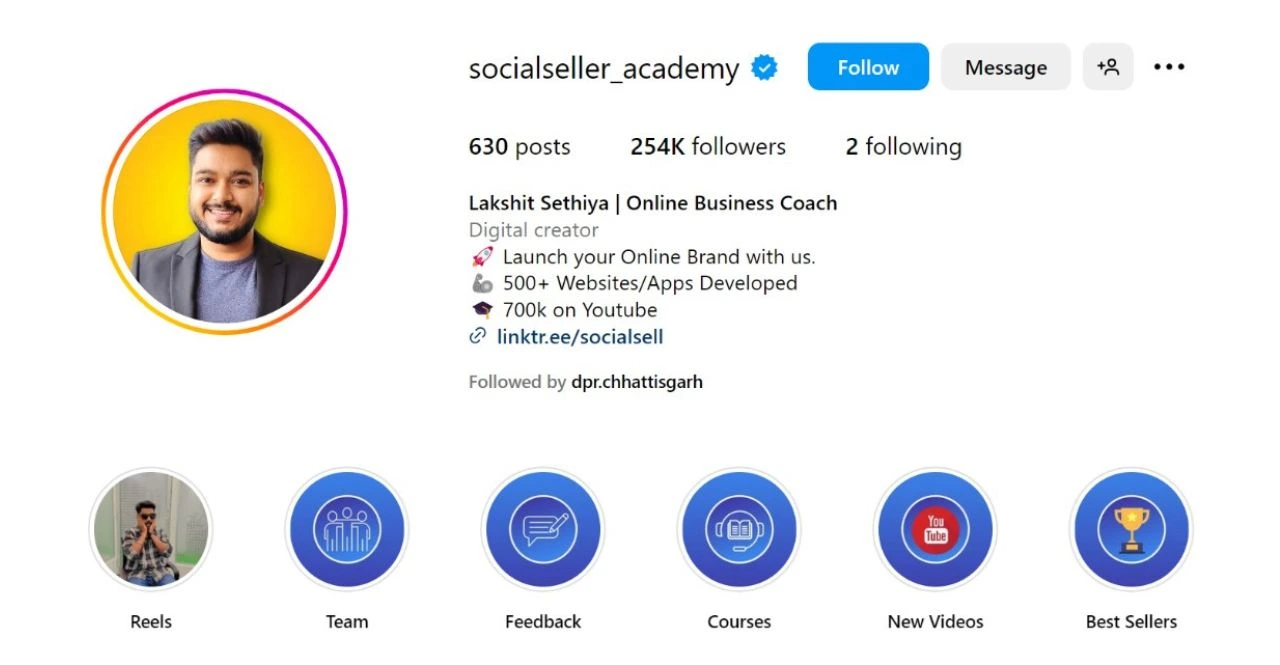 socialseller_academy
Follow
Message
630 posts
254K followers
2 following
Lakshit Sethiya | Online Business Coach
Digital creator
🚀 Launch your Online Brand with us.
🦾 500+ Websites/Apps Developed
🎓 700k on Youtube
linktr.ee/socialsell
Followed by dpr.chhattisgarh
You
Tube
Reels
Team
Feedback
Courses
New Videos
Best Sellers